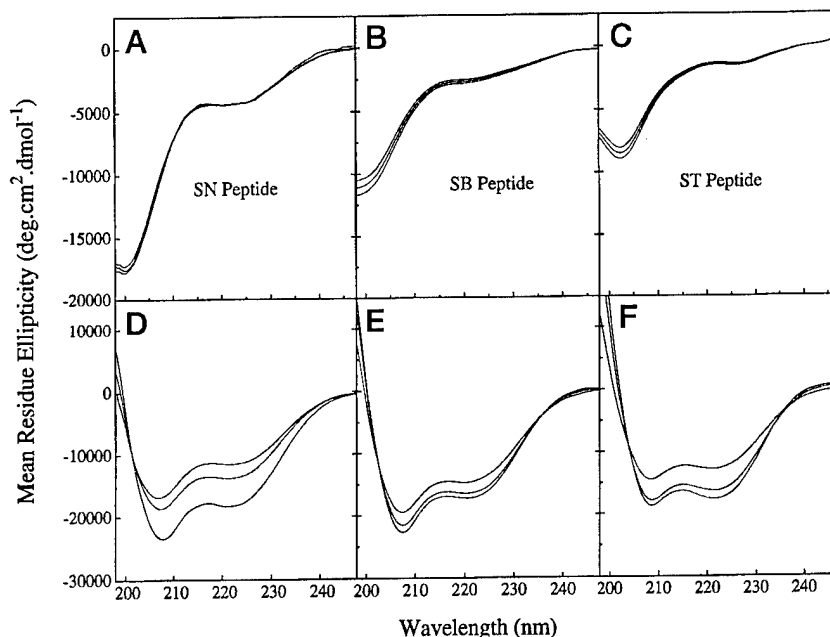 A
B
C
0
-5000
-10000
-15000
-20000
SN Peptide
SB Peptide
ST Peptide
D
E
F
10000
0
-10000
-20000
-30000
200 210 220 230 240
200 210 220 230 240
200 210 220 230 240
Mean Residue Ellipticity (deg.cm².dmol⁻¹)
Wavelength (nm)